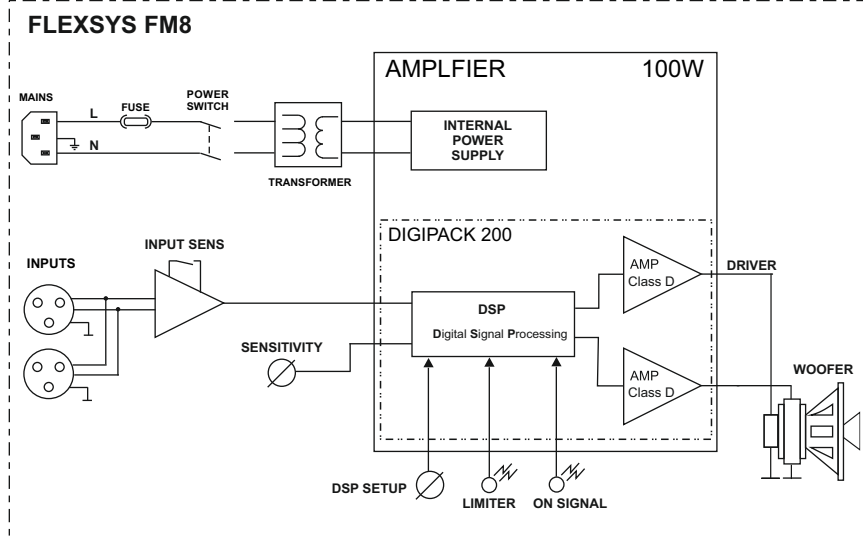 FLEXSYS FM8
AMPLFIER 100W
MAINS
L
FUSE
POWER
SWITCH
N
TRANSFORMER
INTERNAL
POWER
SUPPLY
DIGIPACK 200
INPUT SENS
INPUTS
AMP
Class D
DRIVER
DSP
Digital Signal Processing
SENSITIVITY
AMP
Class D
WOOFER
DSP SETUP
LIMITER
ON SIGNAL